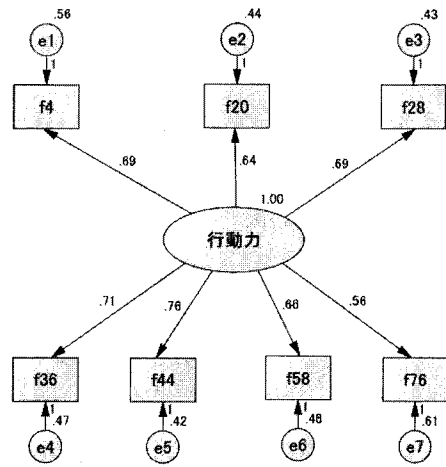 .56 .44 .43
e1 e2 e3
1 1 1
f4 f20 f28
.69 .64 .69
1.00
行動力
.71 .76 .66 .56
f36 f44 f58 f76
1 1 1 1
.47 .42 .48 .61
e4 e5 e6 e7